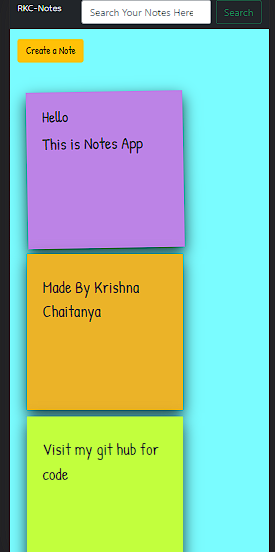 RKC-Notes
Search Your Notes Here
Search
Create a Note
Hello
This is Notes App
Made By Krishna
Chaitanya
Visit my git hub for
code